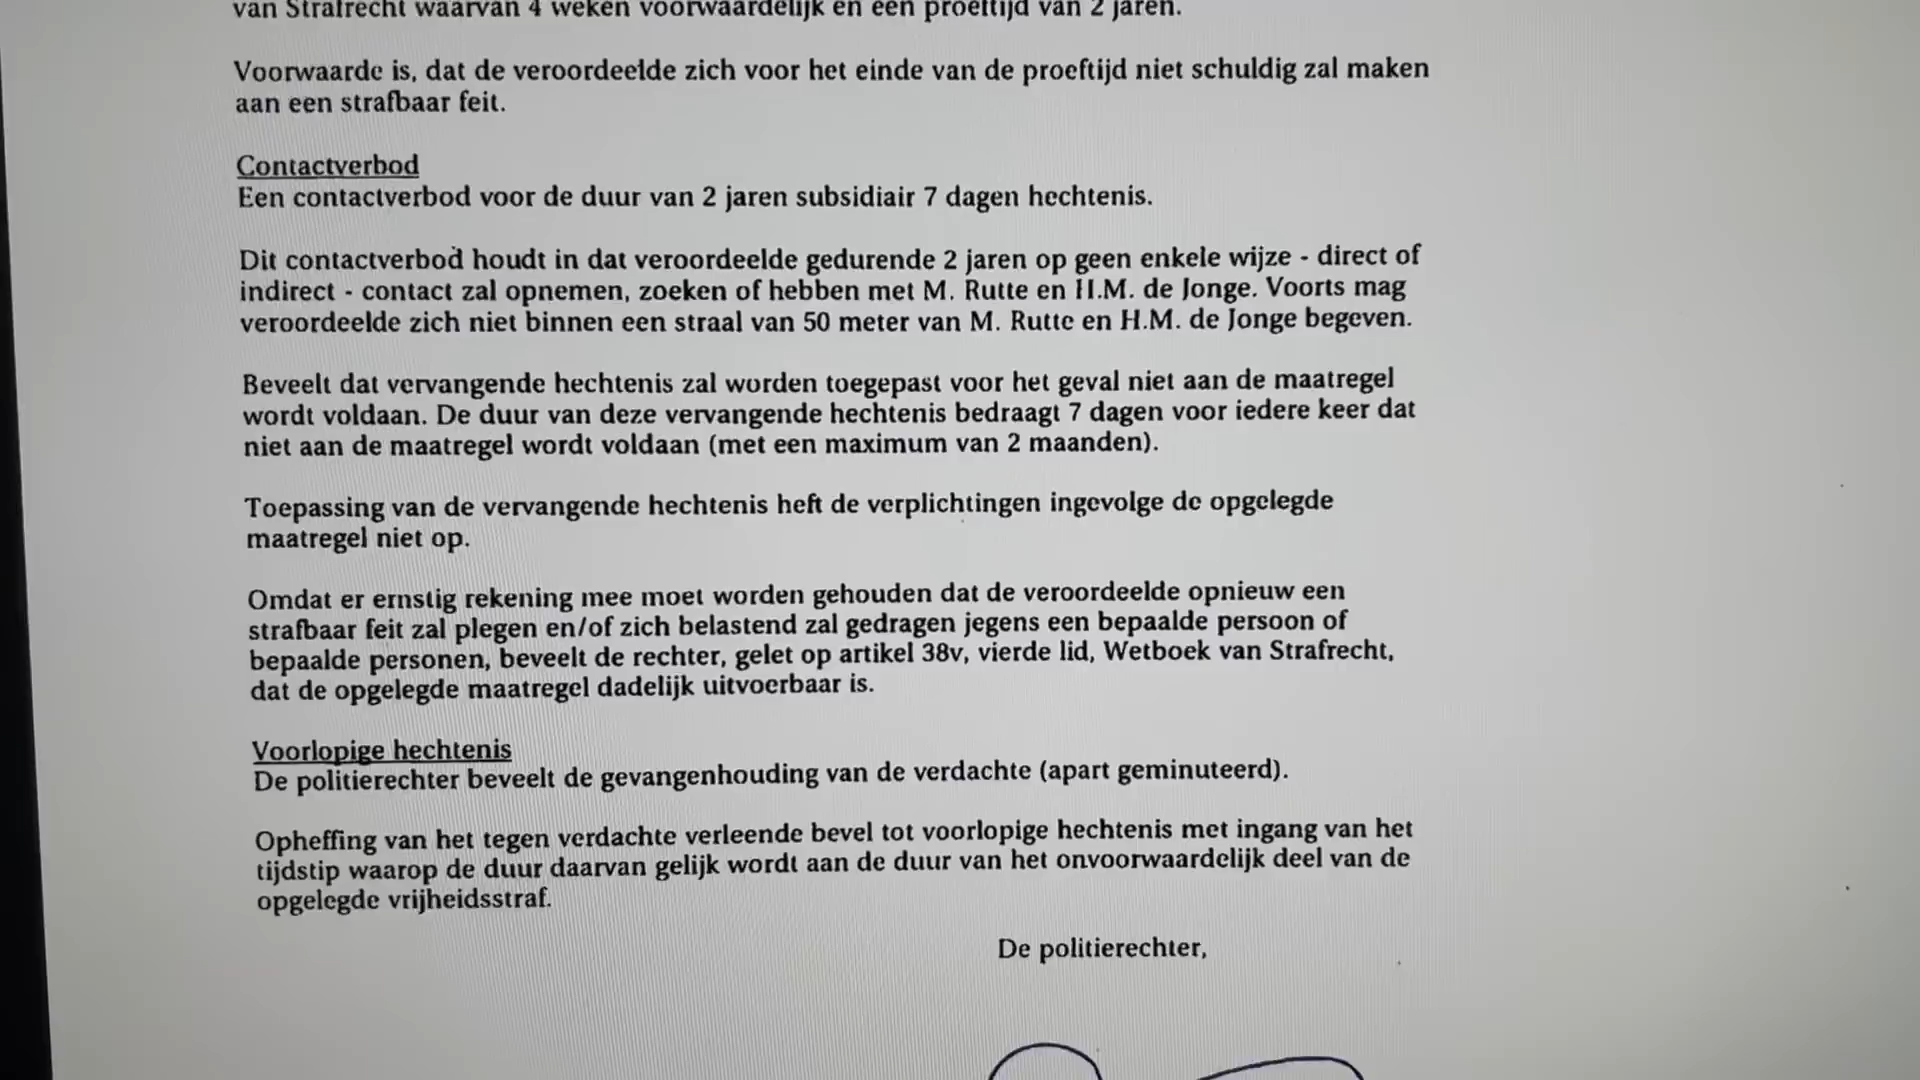 van Strafrecht waarvan 4 weken voorwaardelijk en een proeftijd van 2 jaren.
Voorwaarde is, dat de veroordeelde zich voor het einde van de proeftijd niet schuldig zal maken
aan een strafbaar feit.
Contactverbod
Een contactverbod voor de duur van 2 jaren subsidiair 7 dagen hechtenis.
Dit contactverbod houdt in dat veroordeelde gedurende 2 jaren op geen enkele wijze - direct of
indirect - contact zal opnemen, zoeken of hebben met M. Rutte en H.M. de Jonge. Voorts mag
veroordeelde zich niet binnen een straal van 50 meter van M. Rutte en H.M. de Jonge begeven.
Beveelt dat vervangende hechtenis zal worden toegepast voor het geval niet aan de maatregel
wordt voldaan. De duur van deze vervangende hechtenis bedraagt 7 dagen voor iedere keer dat
niet aan de maatregel wordt voldaan (met een maximum van 2 maanden).
Toepassing van de vervangende hechtenis heft de verplichtingen ingevolge de opgelegde
maatregel niet op.
Omdat er ernstig rekening mee moet worden gehouden dat de veroordeelde opnieuw een
strafbaar feit zal plegen en/of zich belastend zal gedragen jegens een bepaalde persoon of
bepaalde personen, beveelt de rechter, gelet op artikel 38v, vierde lid, Wetboek van Strafrecht,
dat de opgelegde maatregel dadelijk uitvoerbaar is.
Voorlopige hechtenis
De politierechter beveelt de gevangenhouding van de verdachte (apart geminuteerd).
Opheffing van het tegen verdachte verleende bevel tot voorlopige hechtenis met ingang van het
tijdstip waarop de duur daarvan gelijk wordt aan de duur van het onvoorwaardelijk deel van de
opgelegde vrijheidsstraf.
De politierechter,